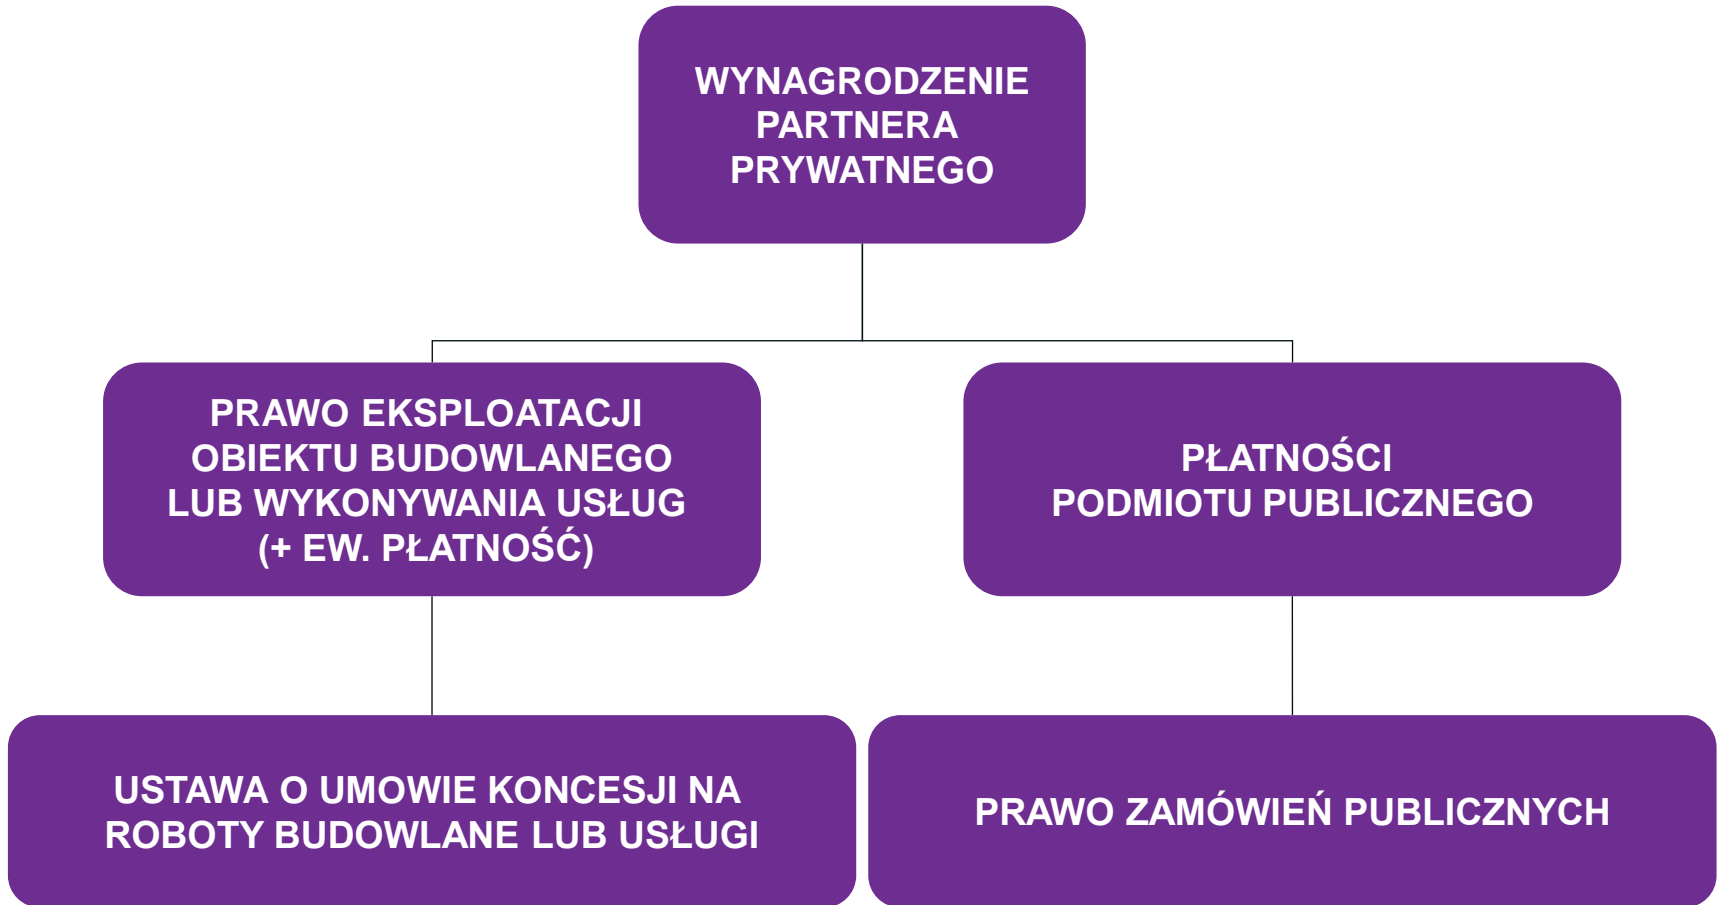 WYNAGRODZENIE
PARTNERA
PRYWATNEGO
PRAWO EKSPLOATACJI
OBIEKTU BUDOWLANEGO
LUB WYKONYWANIA USŁUG
(+ EW. PŁATNOŚĆ)
PŁATNOŚCI
PODMIOTU PUBLICZNEGO
USTAWA O UMOWIE KONCESJI NA
ROBOTY BUDOWLANE LUB USŁUGI
PRAWO ZAMÓWIEŃ PUBLICZNYCH